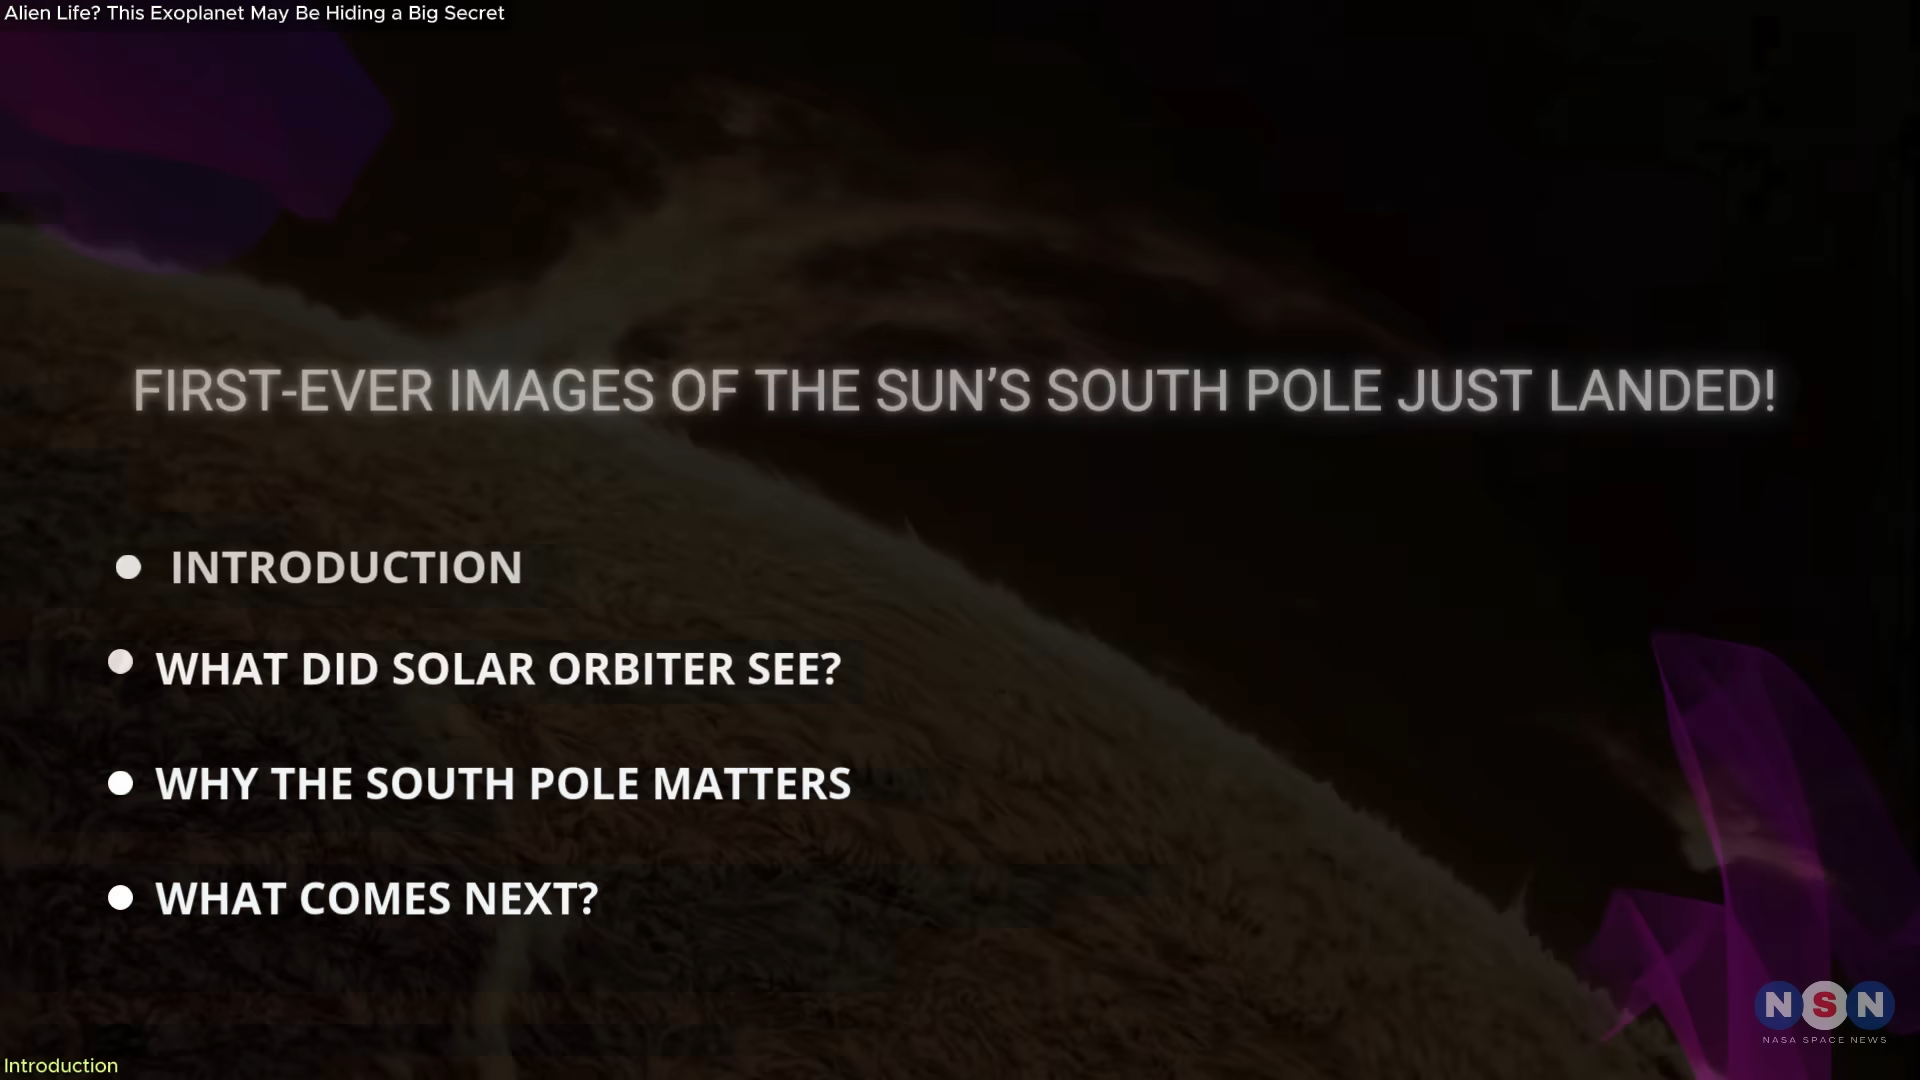 Alien Life? This Exoplanet May Be Hiding a Big Secret
FIRST-EVER IMAGES OF THE SUN’S SOUTH POLE JUST LANDED!
INTRODUCTION
WHAT DID SOLAR ORBITER SEE?
WHY THE SOUTH POLE MATTERS
WHAT COMES NEXT?
NSN
NASA SPACE NEWS
Introduction